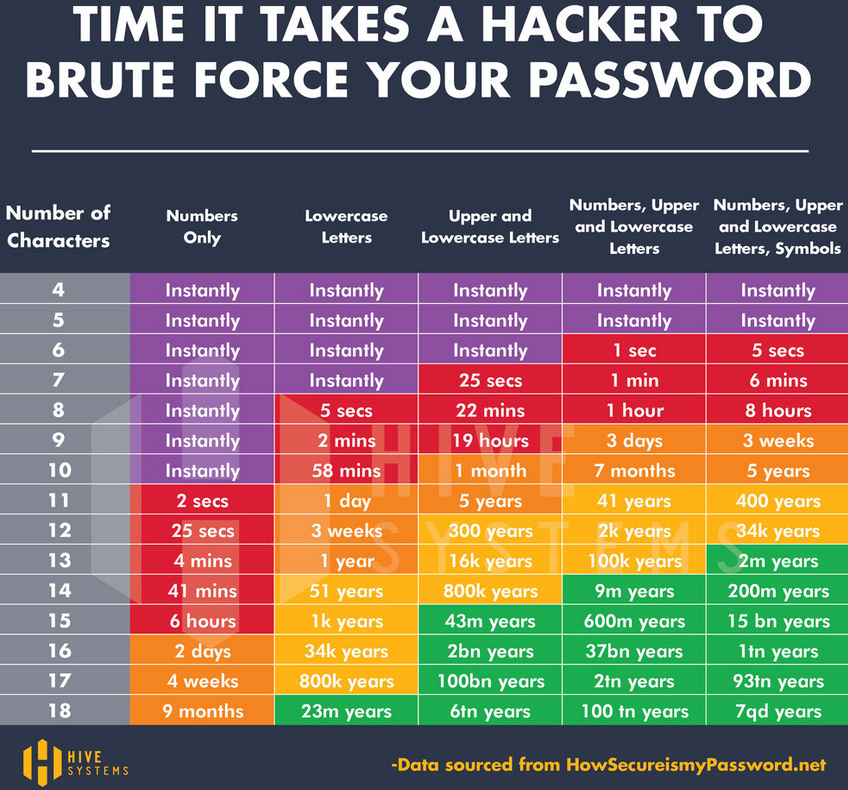 TIME IT TAKES A HACKER TO
BRUTE FORCE YOUR PASSWORD
Number of Characters Numbers Only Lowercase Letters Upper and Lowercase Letters Numbers, Upper and Lowercase Letters Numbers, Upper and Lowercase Letters, Symbols
4 Instantly Instantly Instantly Instantly Instantly
5 Instantly Instantly Instantly Instantly Instantly
6 Instantly Instantly Instantly 1 sec 5 secs
7 Instantly Instantly 25 secs 1 min 6 mins
8 Instantly 5 secs 22 mins 1 hour 8 hours
9 Instantly 2 mins 19 hours 3 days 3 weeks
10 Instantly 58 mins 1 month 7 months 5 years
11 2 secs 1 day 5 years 41 years 400 years
12 25 secs 3 weeks 300 years 2k years 34k years
13 4 mins 1 year 16k years 100k years 2m years
14 41 mins 51 years 800k years 9m years 200m years
15 6 hours 1k years 43m years 600m years 15 bn years
16 2 days 34k years 2bn years 37bn years 1tn years
17 4 weeks 800k years 100bn years 2tn years 93tn years
18 9 months 23m years 6tn years 100 tn years 7qd years
HIVE
SYSTEMS
HIVE
SYSTEMS
-Data sourced from HowSecureismyPassword.net